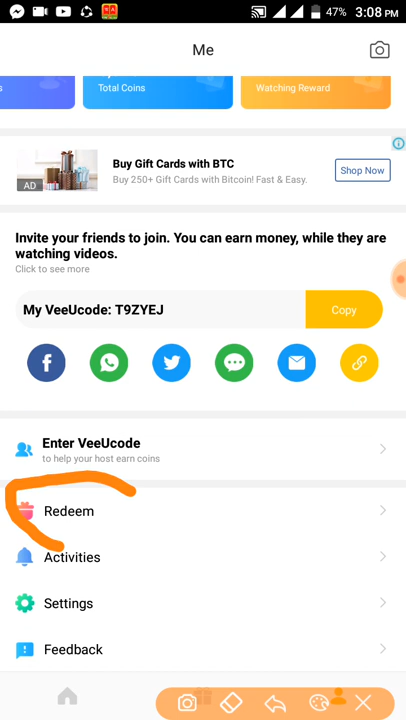 47% 3:08 PM
Me
s Total Coins Watching Reward
Buy Gift Cards with BTC
AD Buy 250+ Gift Cards with Bitcoin! Fast & Easy.
Shop Now
Invite your friends to join. You can earn money, while they are
watching videos.
Click to see more
My VeeUcode: T9ZYEJ Copy
Enter VeeUcode
to help your host earn coins
Redeem
Activities
Settings
Feedback